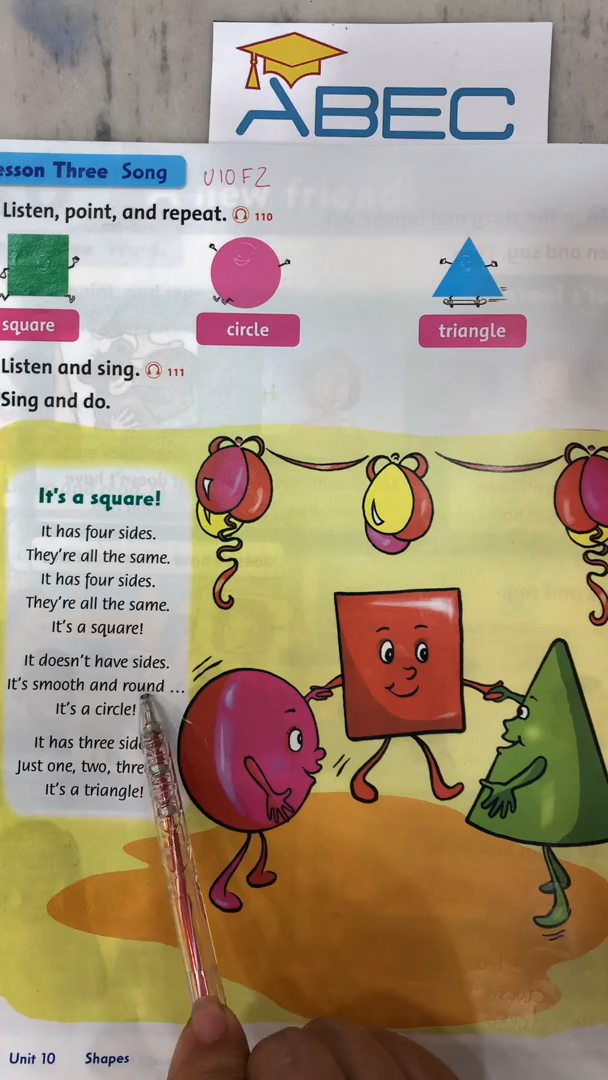 ABEC
esson Three Song
U10 F2
Listen, point, and repeat. 110
square
circle
triangle
Listen and sing. 111
Sing and do.
It's a square!
It has four sides.
They're all the same.
It has four sides.
They're all the same.
It's a square!
It doesn't have sides.
It's smooth and round ...
It's a circle!
It has three sid
Just one, two, thre
It's a triangle!
Unit 10 Shapes